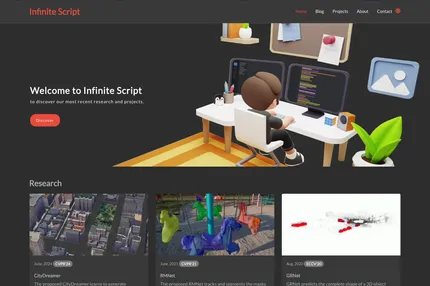 Infinite Script
Home Blog Projects About Contact
Welcome to Infinite Script
to discover our most recent research and projects.
Discover
Research
June, 2024 CVPR'24
CityDreamer
The proposed CityDreamer learns to generate
June, 2021 CVPR'21
RMNet
The proposed RMNet tracks and segments the masks
Aug, 2020 ECCV'20
GRNet
GRNet predicts the complete shape of a 3D object